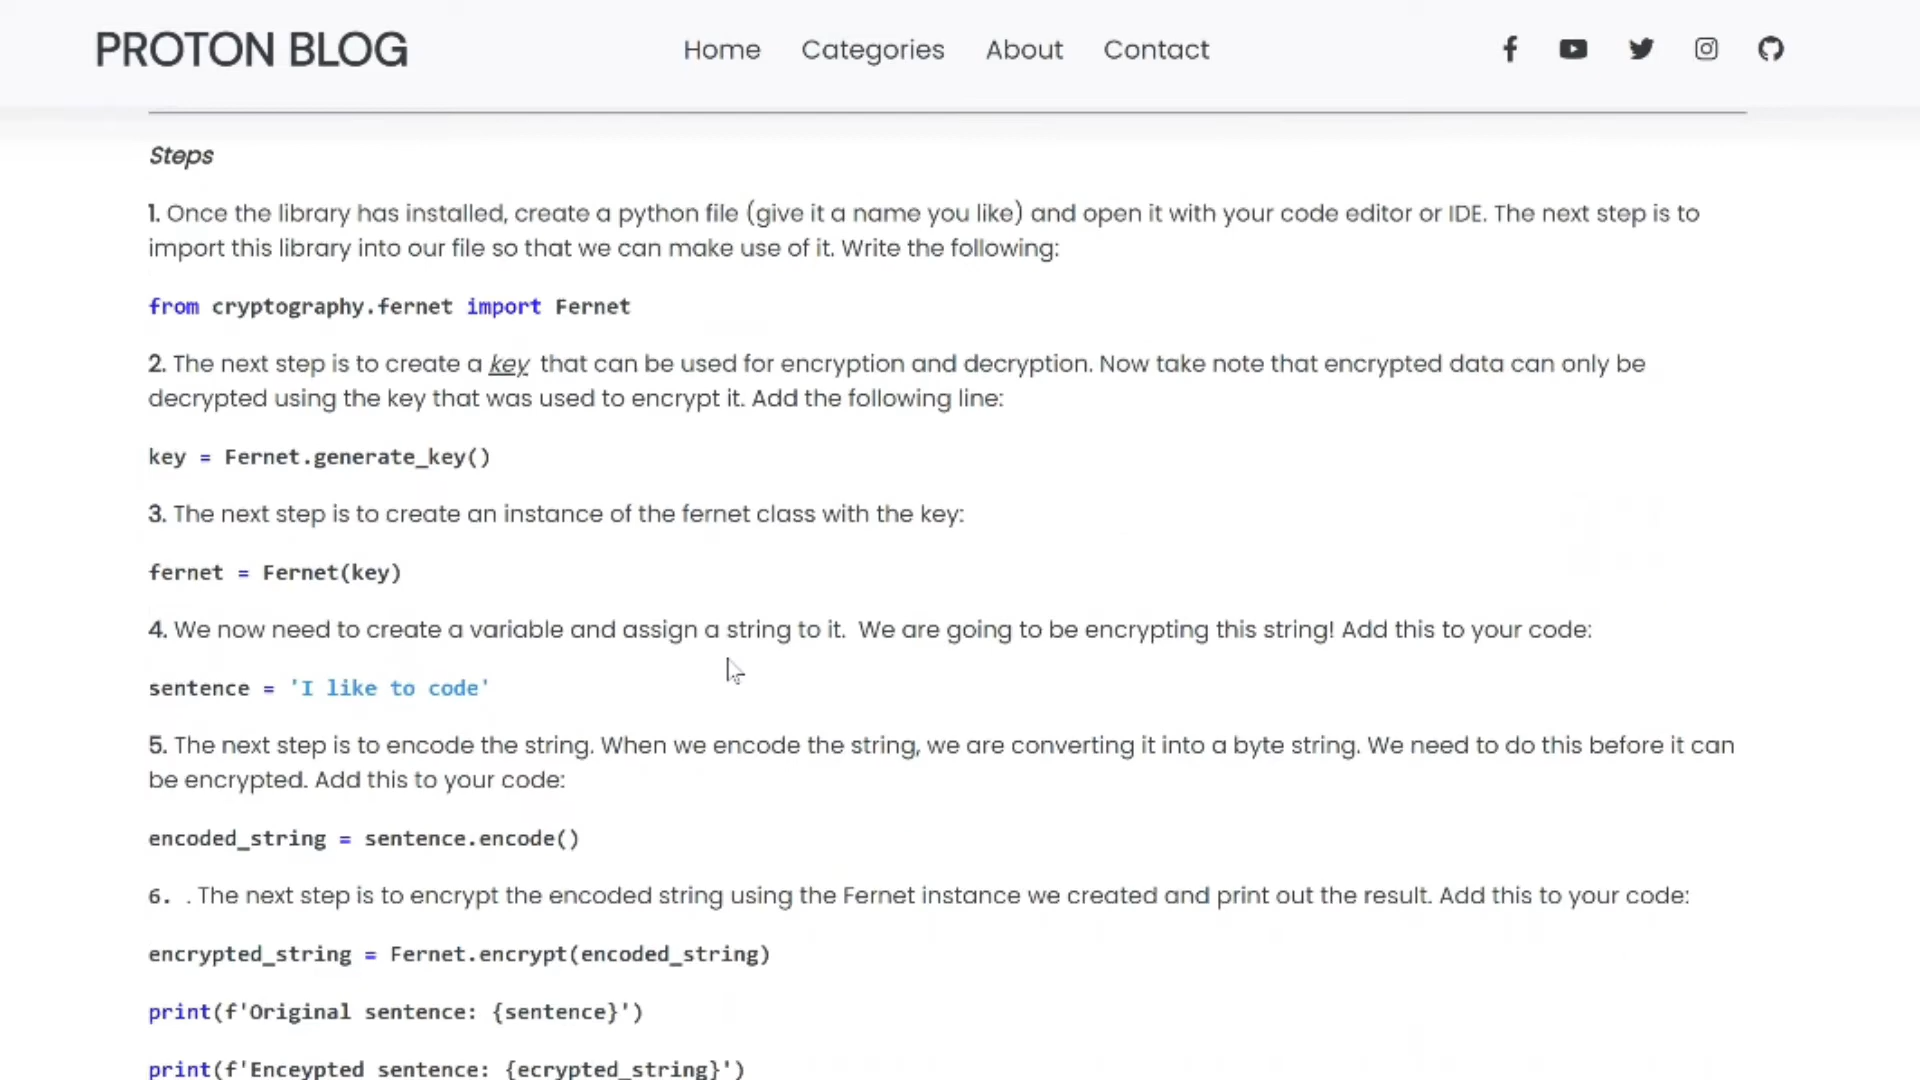 PROTON BLOG
Home Categories About Contact
Steps
1. Once the library has installed, create a python file (give it a name you like) and open it with your code editor or IDE. The next step is to
import this library into our file so that we can make use of it. Write the following:
from cryptography.fernet import Fernet
2. The next step is to create a key that can be used for encryption and decryption. Now take note that encrypted data can only be
decrypted using the key that was used to encrypt it. Add the following line:
key = Fernet.generate_key()
3. The next step is to create an instance of the fernet class with the key:
fernet = Fernet(key)
4. We now need to create a variable and assign a string to it. We are going to be encrypting this string! Add this to your code:
sentence = 'I like to code'
5. The next step is to encode the string. When we encode the string, we are converting it into a byte string. We need to do this before it can
be encrypted. Add this to your code:
encoded_string = sentence.encode()
6. . The next step is to encrypt the encoded string using the Fernet instance we created and print out the result. Add this to your code:
encrypted_string = Fernet.encrypt(encoded_string)
print(f'Original sentence: {sentence}')
print(f'Enceypted sentence: {ecrypted_string}')